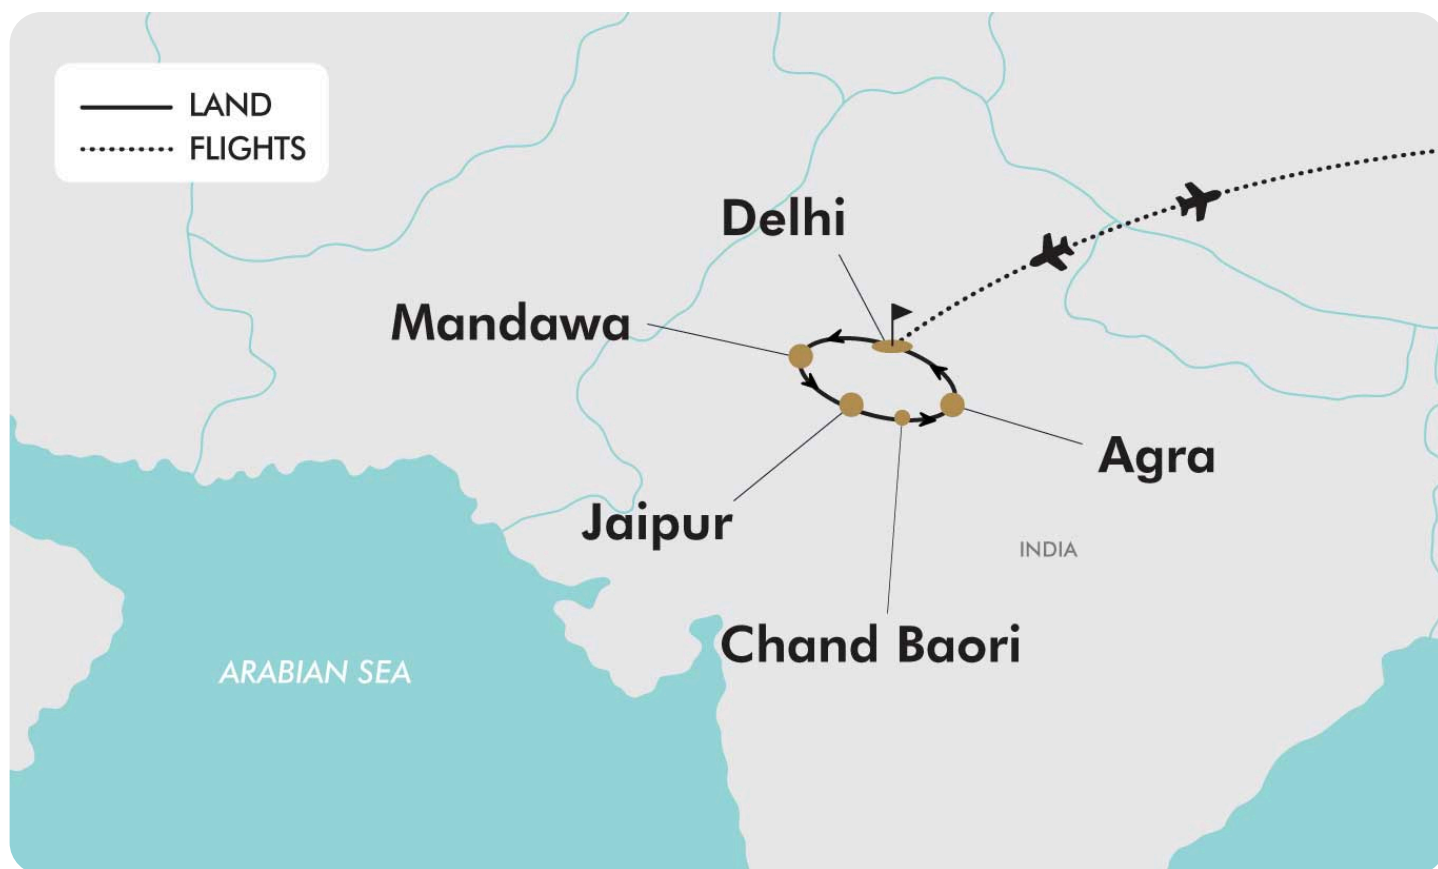 LAND
FLIGHTS
Delhi
Mandawa
Agra
Jaipur
INDIA
Chand Baori
ARABIAN SEA